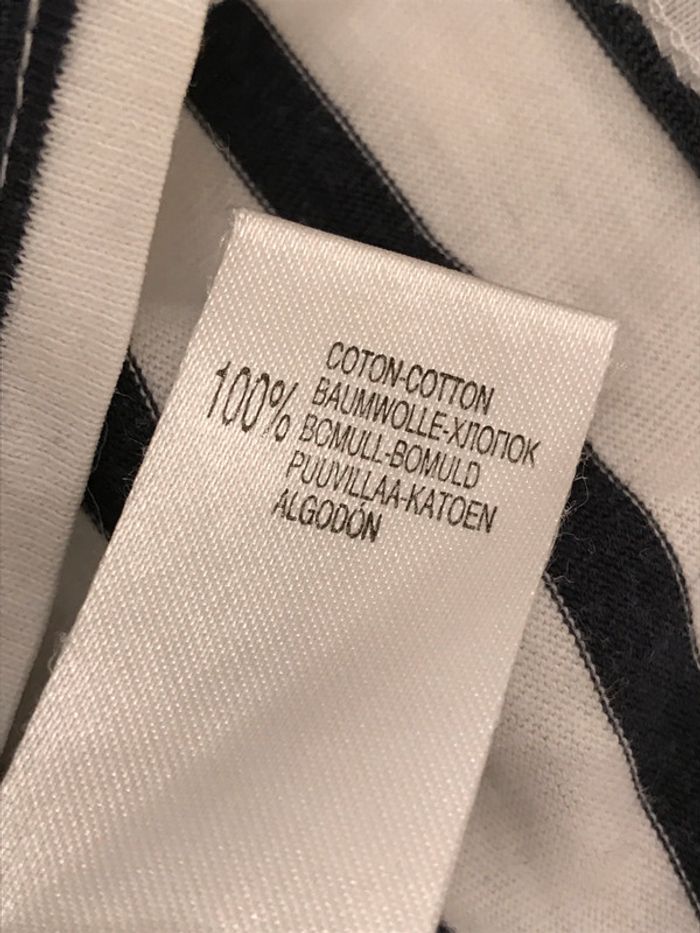 100%
COTON-COTTON
BAUMWOLLE-ХЛОПОК
BOMULL-BOMULD
PUUVILLAA-KATOEN
ALGODÓN